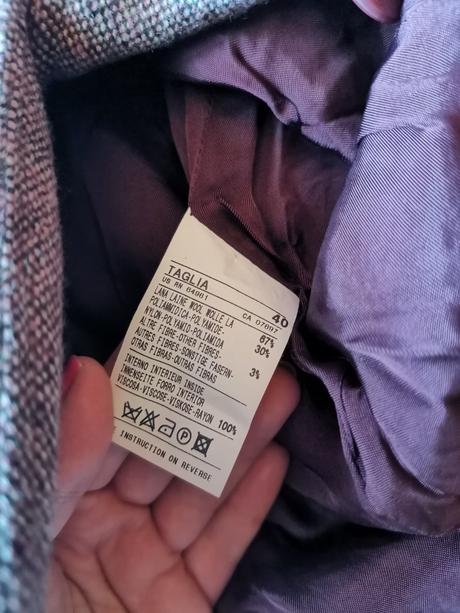 TAGLIA 40
US RN 84981 CA 07097
LANA LAINE WOOL WOLLE LA 67%
POLIAMMIDICA-POLYAMIDE-
NYLON-POLYAMID-POLIAMIDA 30%
ALTRE FIBRE-OTHER FIBRES-
AUTRES FIBRES-SONSTIGE FASERN-
OTRAS FIBRAS-OUTRAS FIBRAS 3%
INTERNO INTERIEUR INSIDE
INNENSEITE FORRO INTERIOR
VISCOSA-VISCOSE-VISKOSE-RAYON 100%
P
INSTRUCTION ON REVERSE